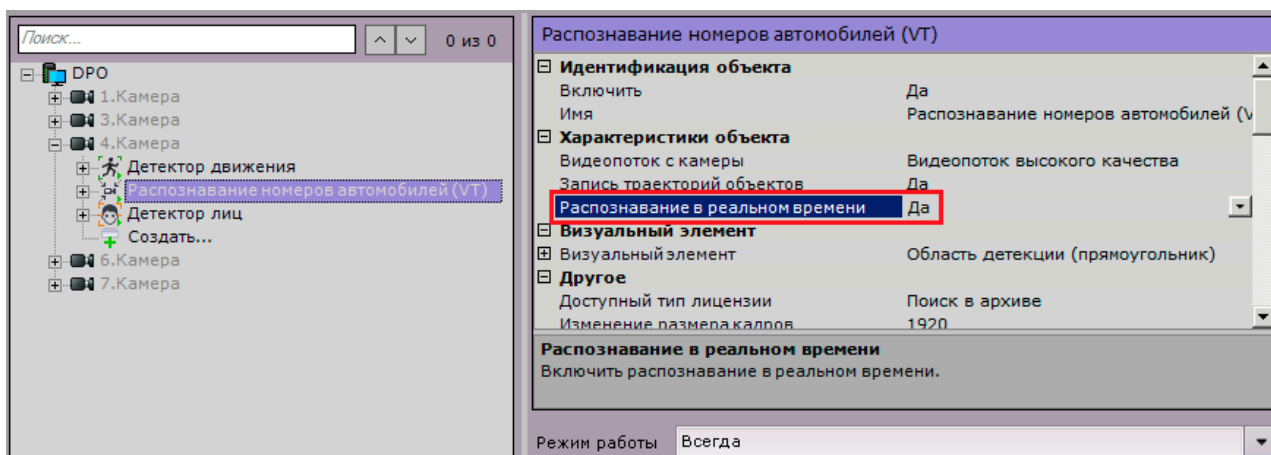 Поиск...
0 из 0
DPO
1.Камера
3.Камера
4.Камера
Детектор движения
Распознавание номеров автомобилей (VT)
Детектор лиц
Создать...
6.Камера
7.Камера
Распознавание номеров автомобилей (VT)
Идентификация объекта
Включить Да
Имя Распознавание номеров автомобилей (V
Характеристики объекта
Видеопоток с камеры Видеопоток высокого качества
Запись траекторий объектов Да
Распознавание в реальном времени Да
Визуальный элемент
Визуальный элемент Область детекции (прямоугольник)
Другое
Доступный тип лицензии Поиск в архиве
Изменение размера кадров 1920
Распознавание в реальном времени
Включить распознавание в реальном времени.
Режим работы Всегда